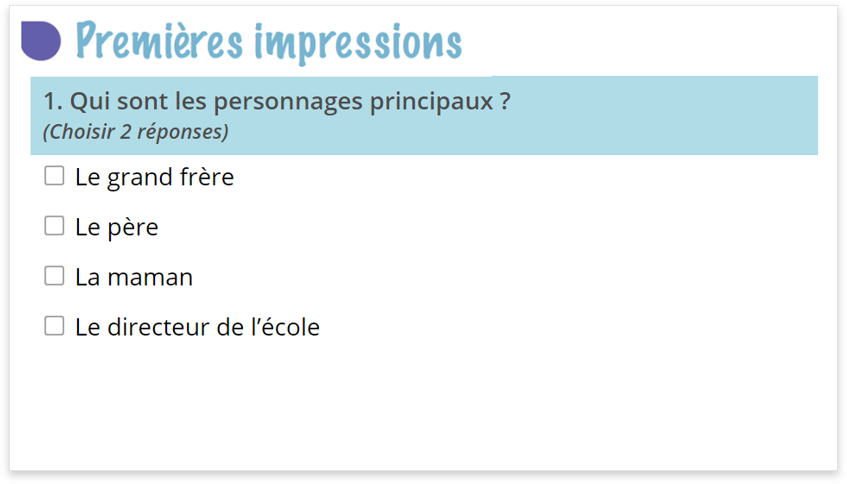 Premières impressions
1. Qui sont les personnages principaux ?
(Choisir 2 réponses)
Le grand frère
Le père
La maman
Le directeur de l’école